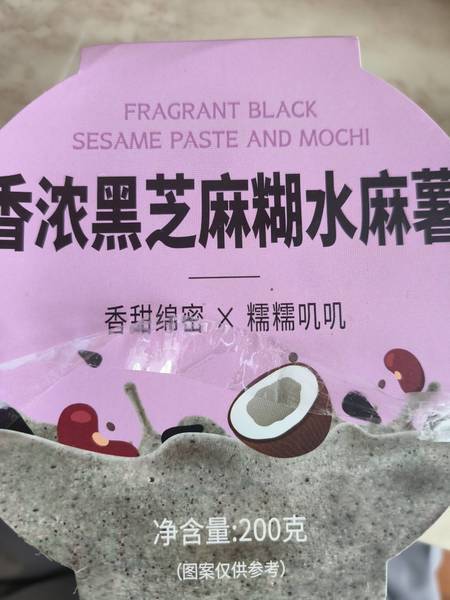 FRAGRANT BLACK
SESAME PASTE AND MOCHI
香浓黑芝麻糊水麻薯
香甜绵密 × 糯糯叽叽
净含量:200克
(图案仅供参考)